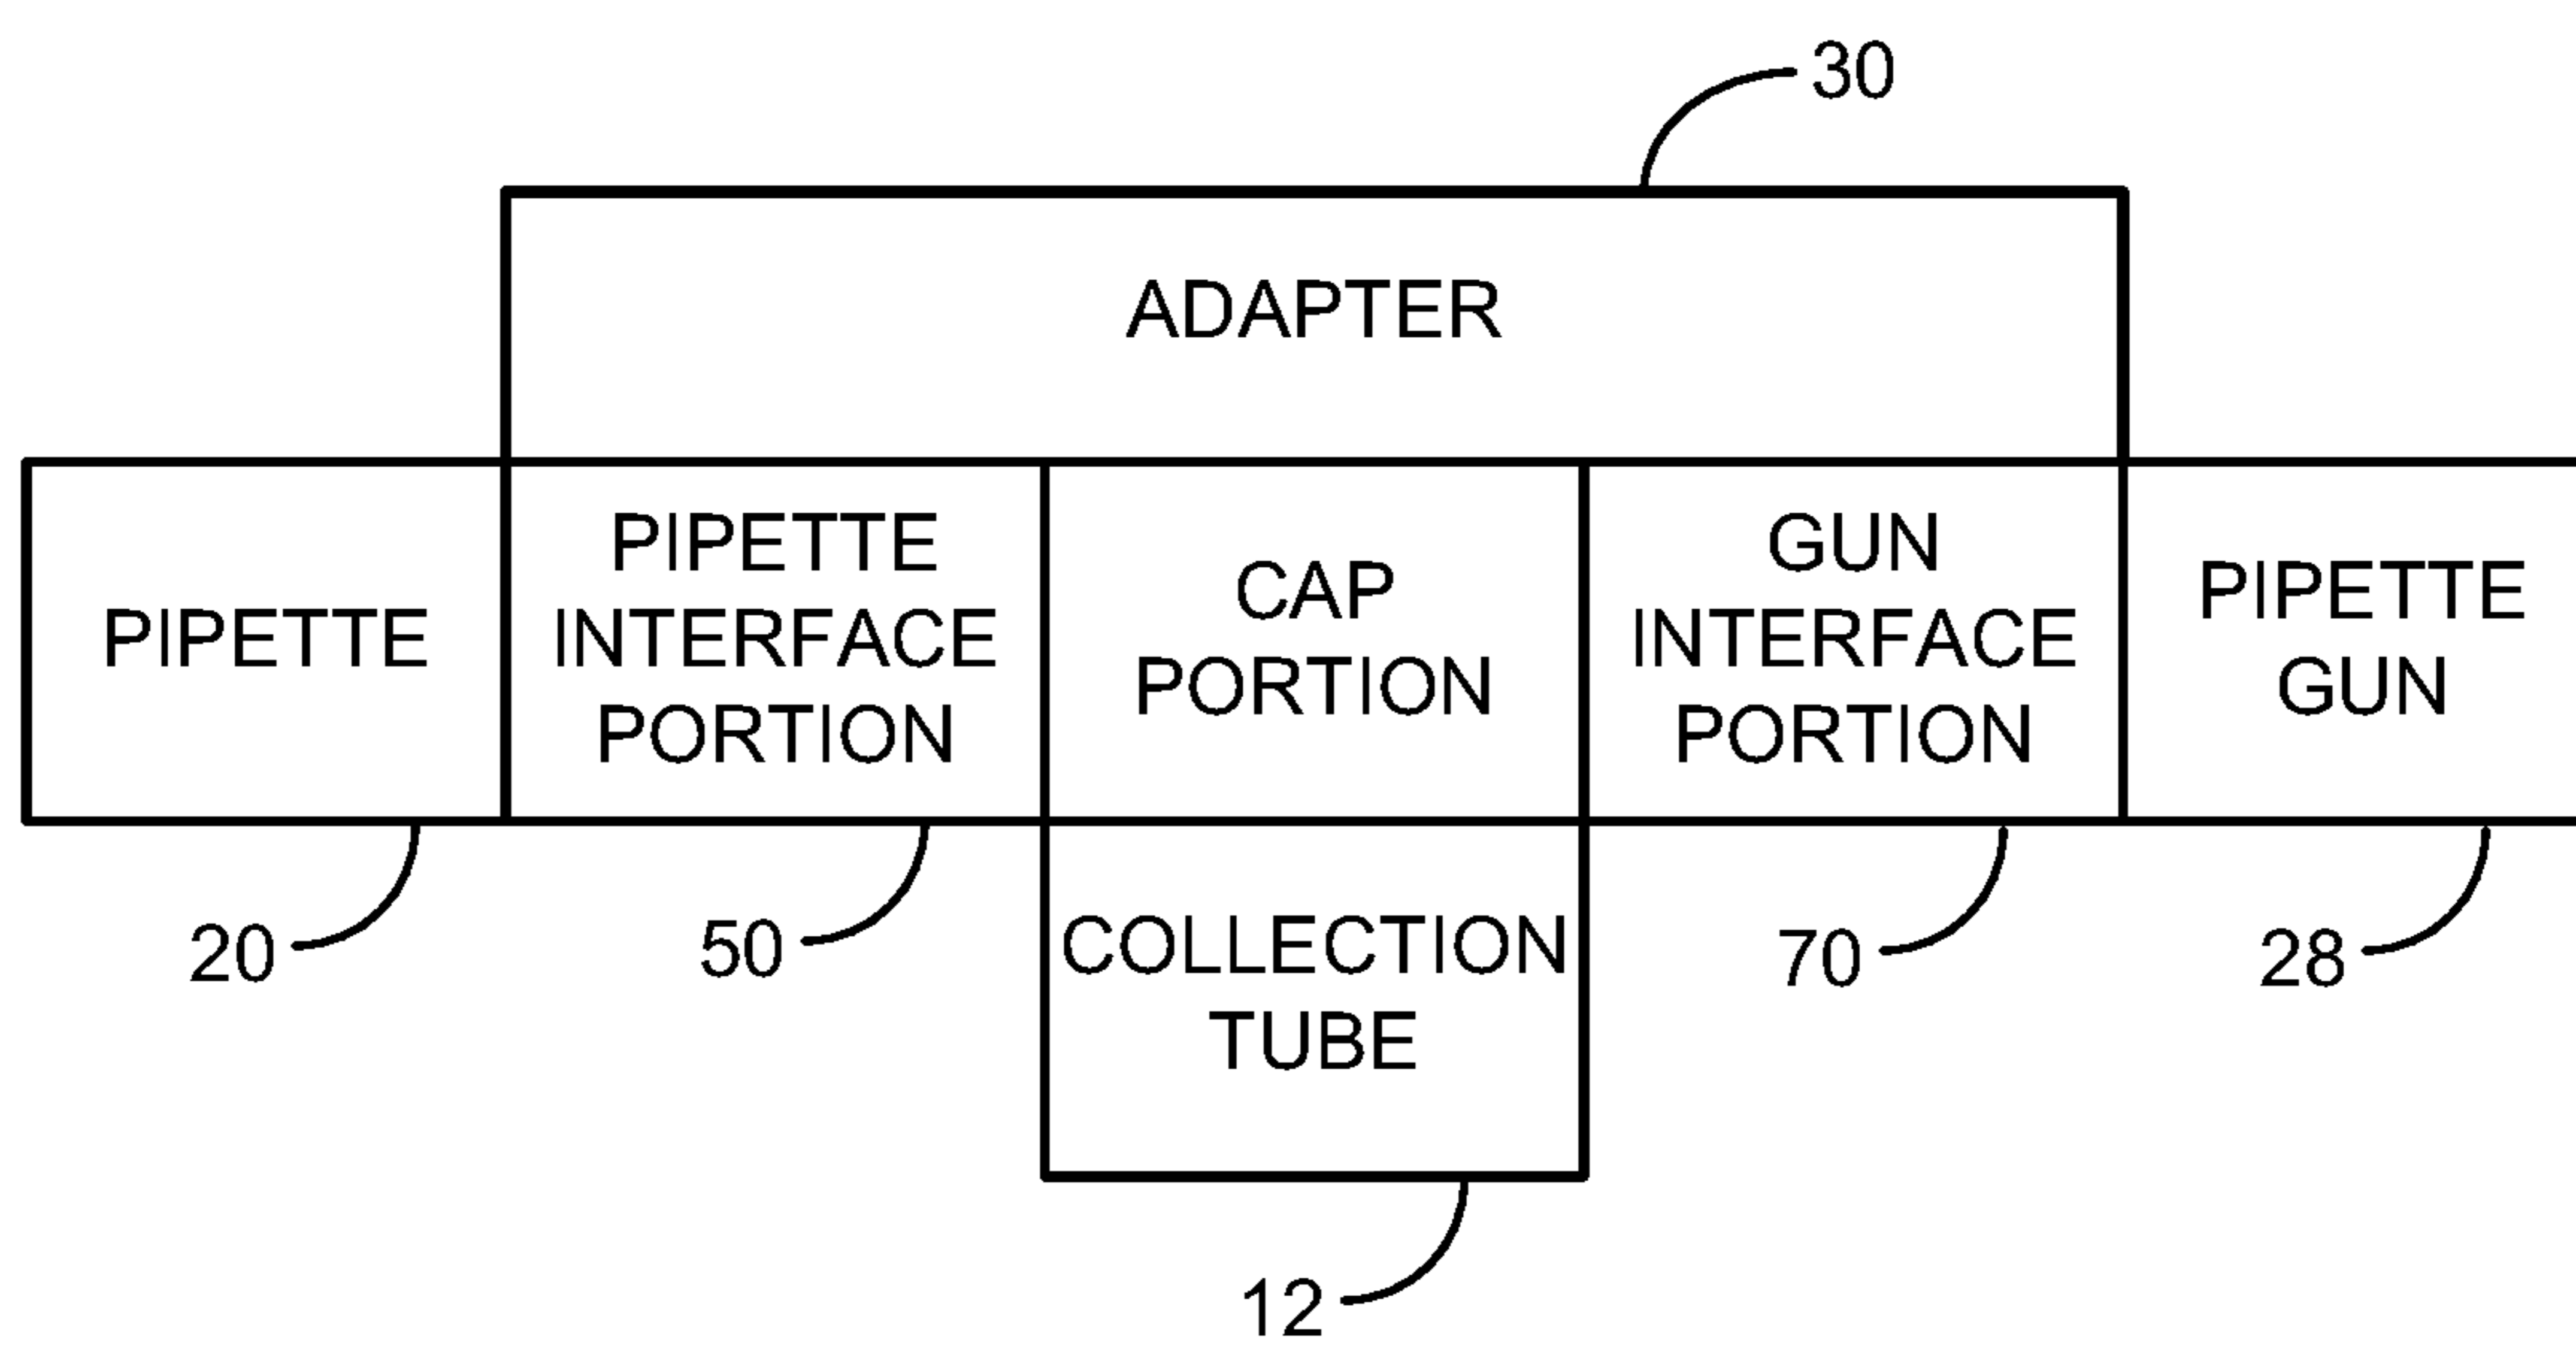 30
ADAPTER
PIPETTE
PIPETTE
INTERFACE
PORTION
CAP
PORTION
GUN
INTERFACE
PORTION
PIPETTE
GUN
20
50
COLLECTION
TUBE
70
28
12